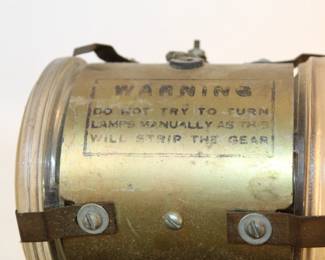 WARNING
DO NOT TRY TO TURN
LAMPS MANUALLY AS THIS
WILL STRIP THE GEAR